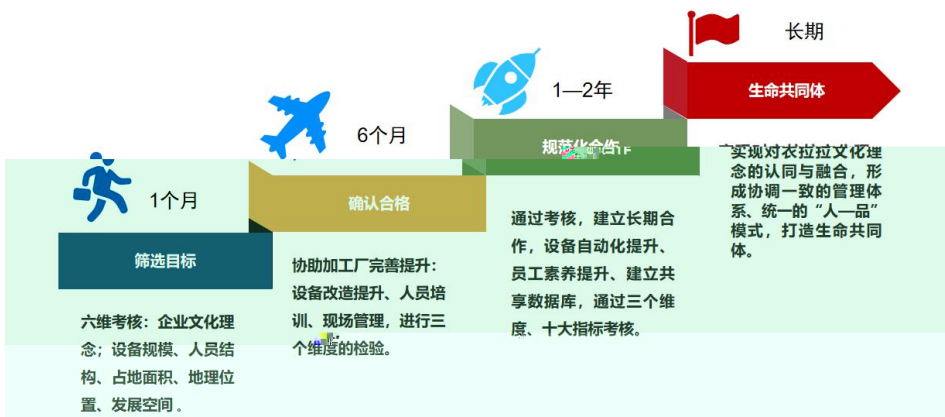 1个月
筛选目标
六维考核：企业文化理
念；设备规模、人员结
构、占地面积、地理位
置、发展空间。
6个月
确认合格
协助加工厂完善提升：
设备改造提升、人员培
训、现场管理，进行三
个维度的检验。
1—2年
规范化合作
通过考核，建立长期合
作，设备自动化提升、
员工素养提升、建立共
享数据库，通过三个维
度、十大指标考核。
长期
生命共同体
实现对衣拉拉文化理
念的认同与融合，形
成协调一致的管理体
系、统一的“人—品”
模式，打造生命共同
体。